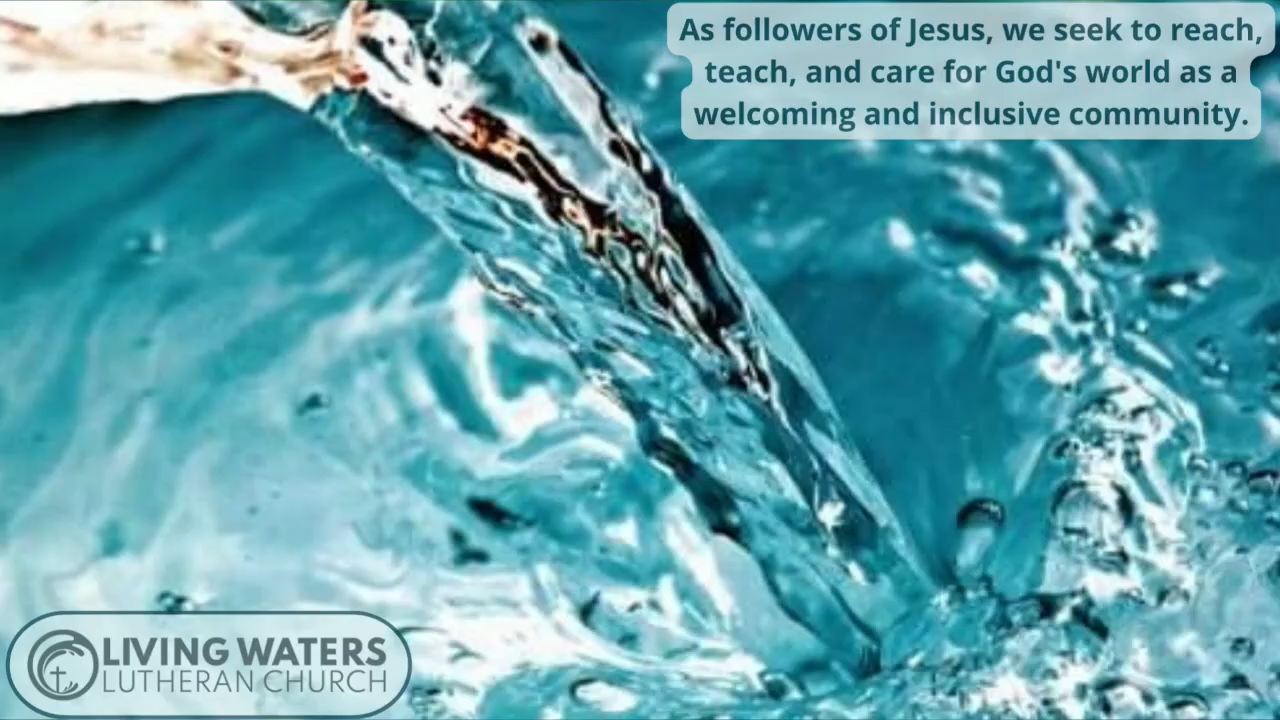 As followers of Jesus, we seek to reach,
teach, and care for God's world as a
welcoming and inclusive community.
LIVING WATERS
LUTHERAN CHURCH